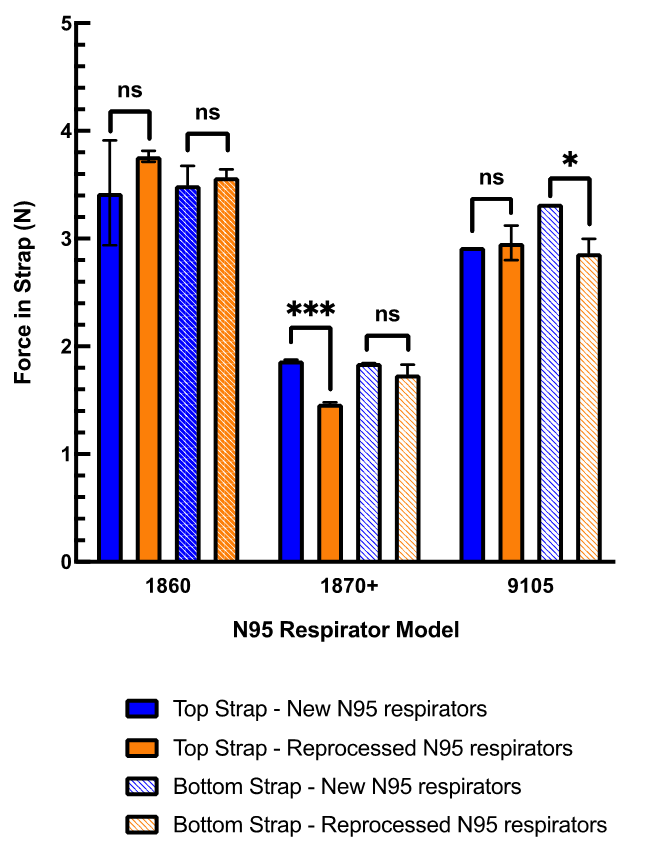 5
ns
ns
4
*
ns
3
Force in Strap (N)
***
ns
2
1
0
1860
1870+
9105
N95 Respirator Model
Top Strap - New N95 respirators
Top Strap - Reprocessed N95 respirators
Bottom Strap - New N95 respirators
Bottom Strap - Reprocessed N95 respirators